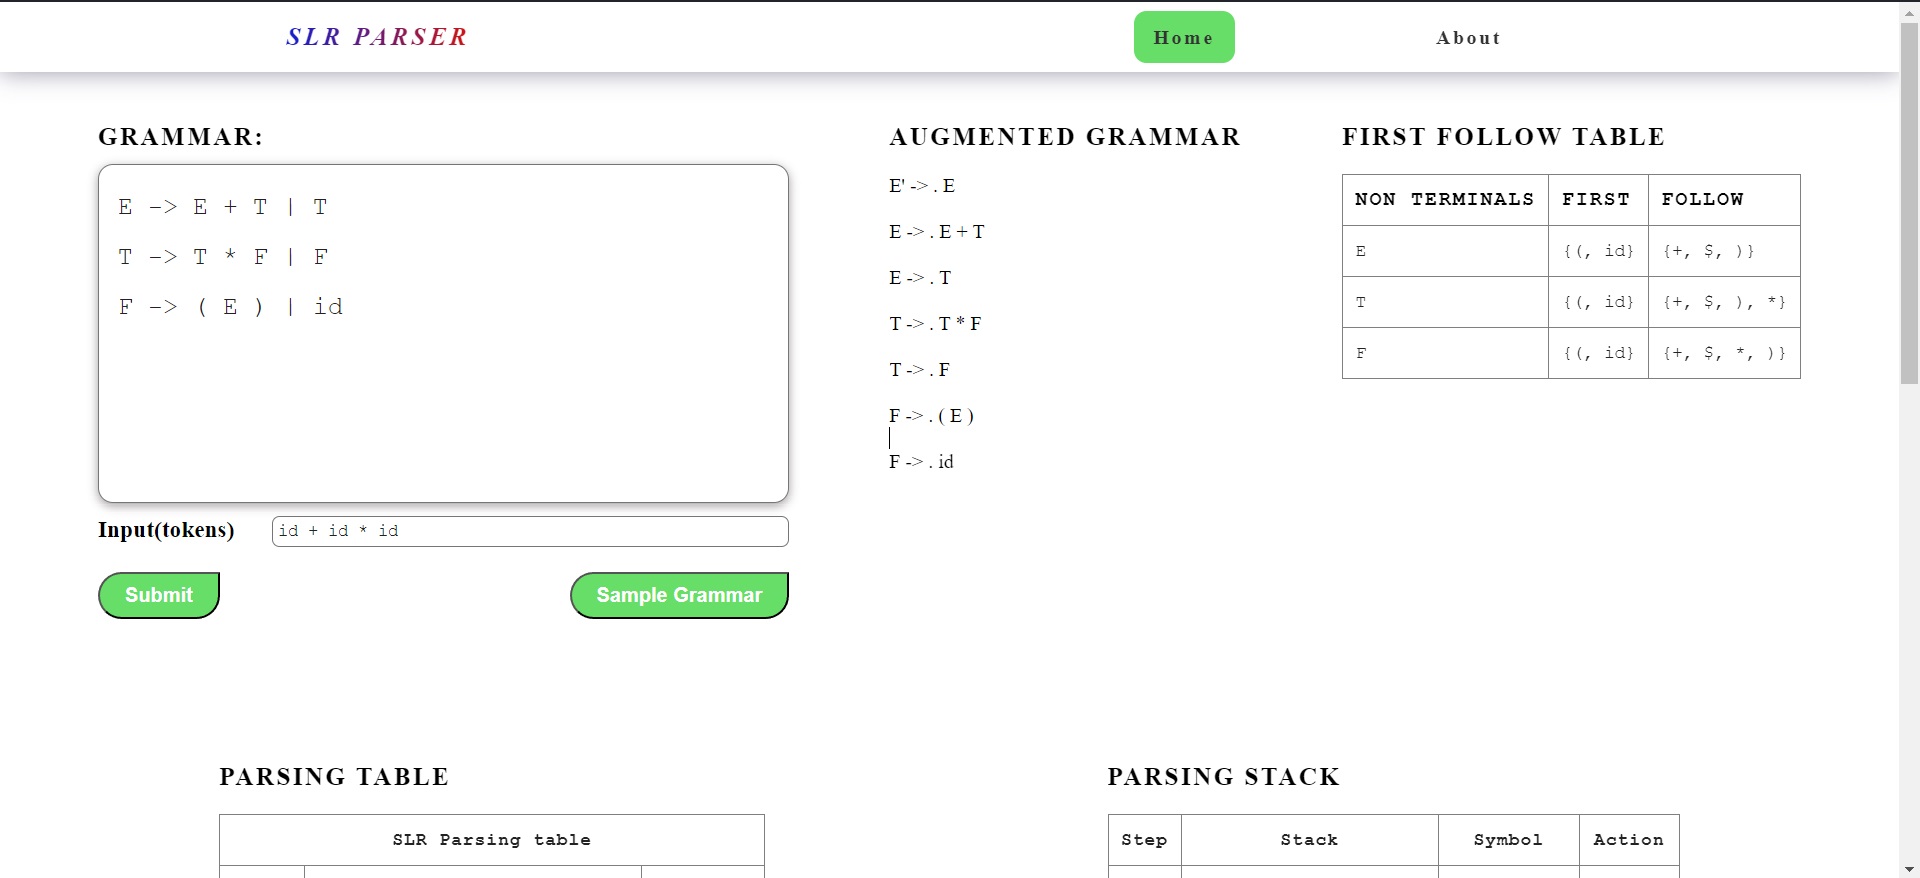 SLR PARSER
Home
About
GRAMMAR:
E -> E + T | T
T -> T * F | F
F -> ( E ) | id
Input(tokens)
id + id * id
Submit
Sample Grammar
AUGMENTED GRAMMAR
E' -> . E
E -> . E + T
E -> . T
T -> . T * F
T -> . F
F -> . ( E )
F -> . id
FIRST FOLLOW TABLE
NON TERMINALS FIRST FOLLOW
E {(, id} {+, $, )}
T {(, id} {+, $, ), *}
F {(, id} {+, $, *, )}
PARSING TABLE
SLR Parsing table
PARSING STACK
Step Stack Symbol Action